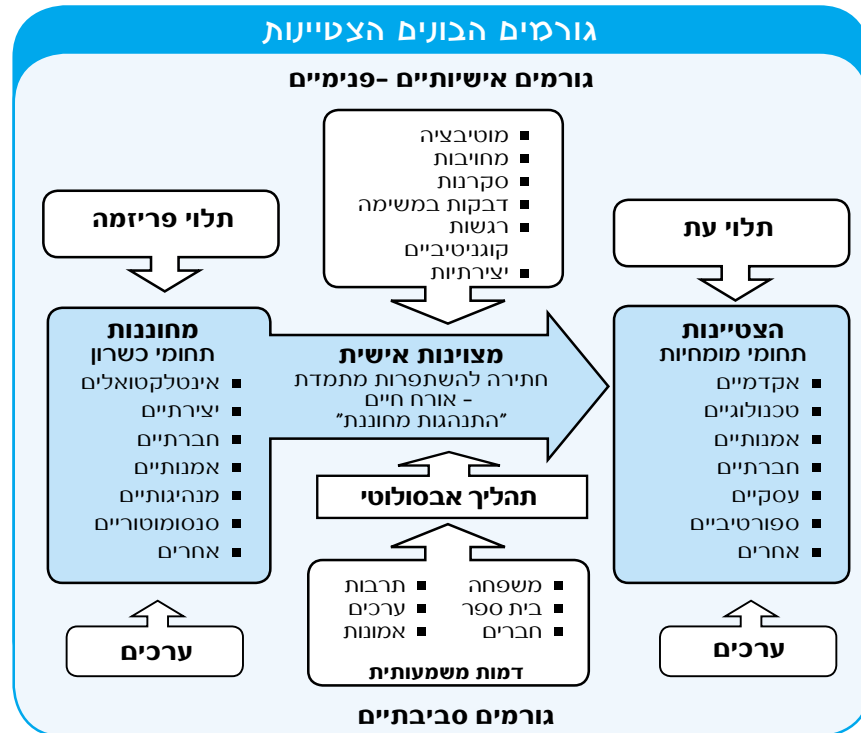 גורמים הבונים הצטיינות
גורמים אישיותיים –פנימיים
מוטיבציה
מחויבות
סקרנות
דבקות במשימה
רגשות
קוגניטיביים
יצירתיות
תלוי עת
תלוי פריזמה
הצטיינות
תחומי מומחיות
אקדמיים
טכנולוגיים
אמנותיים
חברתיים
עסקיים
ספורטיביים
אחרים
מצוינות אישית
חתירה להשתפרות מתמדת
– אורח חיים
"התנהגות מחוננת"
מחוננות
תחומי כשרון
אינטלקטואלים
יצירתיים
חברתיים
אמנותיים
מנהיגותיים
סנסומוטוריים
אחרים
תהליך אבסולוטי
משפחה
בית ספר
חברים
תרבות
ערכים
אמונות
דמות משמעותית
ערכים
ערכים
גורמים סביבתיים